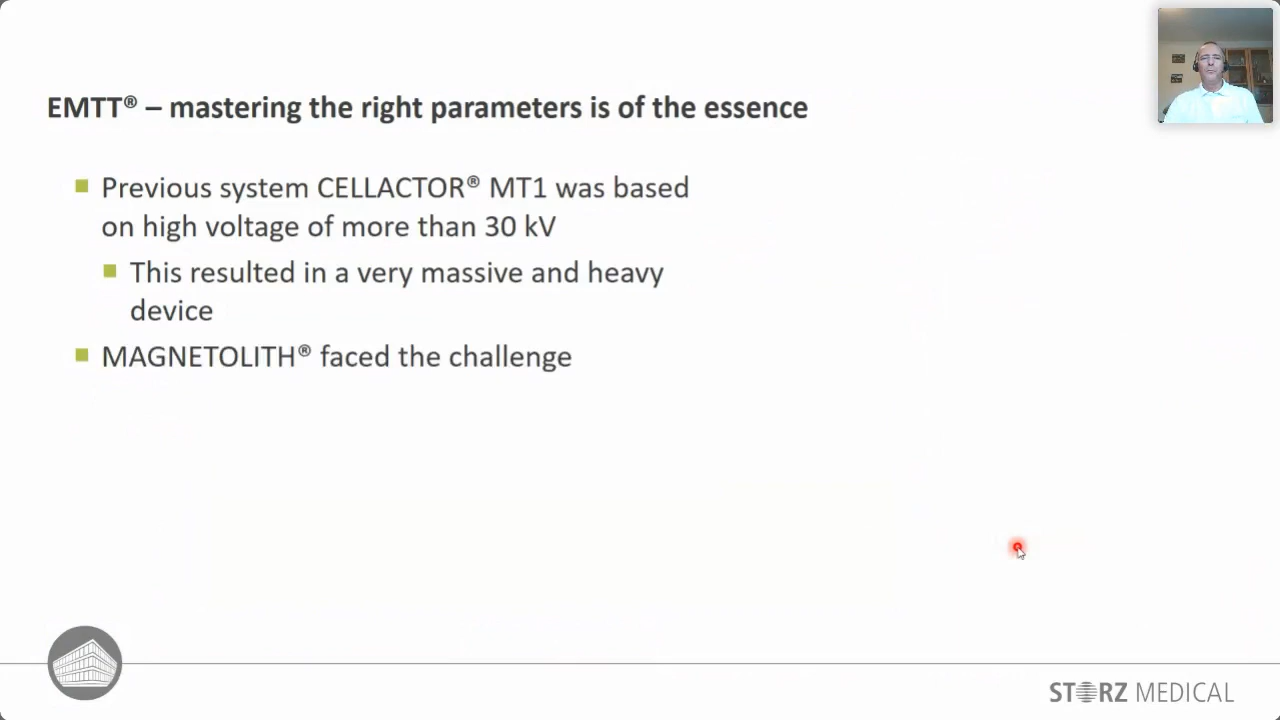 EMTT® – mastering the right parameters is of the essence
Previous system CELLACTOR® MT1 was based
on high voltage of more than 30 kV
This resulted in a very massive and heavy
device
MAGNETOLITH® faced the challenge
STORZ MEDICAL